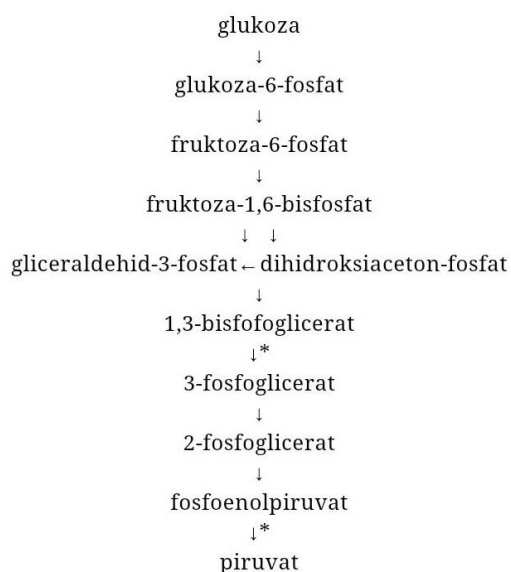 glukoza
↓
glukoza-6-fosfat
↓
fruktoza-6-fosfat
↓
fruktoza-1,6-bisfosfat
↓ ↓
gliceraldehid-3-fosfat ← dihidroksiaceton-fosfat
↓
1,3-bisfofoglicerat
↓*
3-fosfoglicerat
↓
2-fosfoglicerat
↓
fosfoenolpiruvat
↓*
piruvat